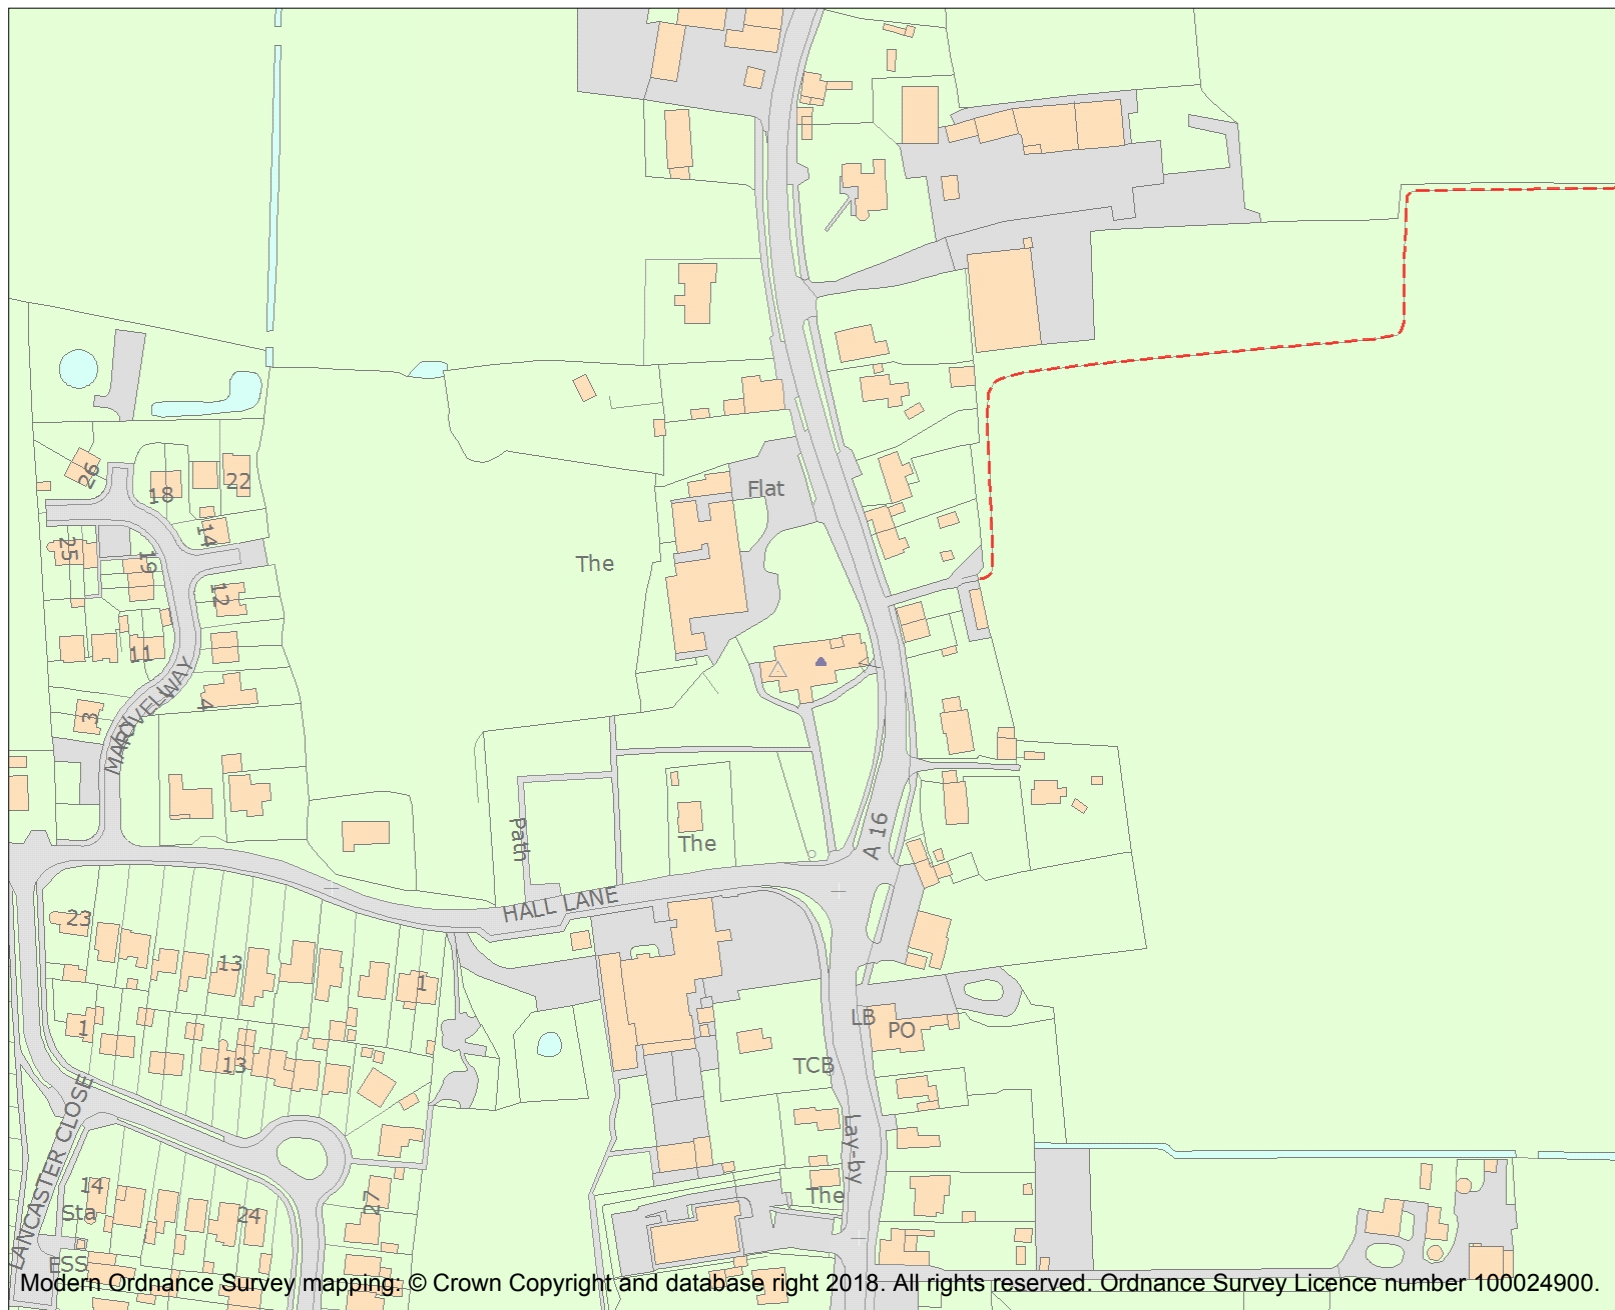 26
18
22
Flat
14
25
19
The
12
11
MARY LOVEL WAY
4
3
Path
The
A 16
HALL LANE
23
13
1
1
LB
PO
13
TCB
LANCASTER CLOSE
Lay-by
14
The
27
Sta
24
ESS
Modern Ordnance Survey mapping: © Crown Copyright and database right 2018. All rights reserved. Ordnance Survey Licence number 100024900.